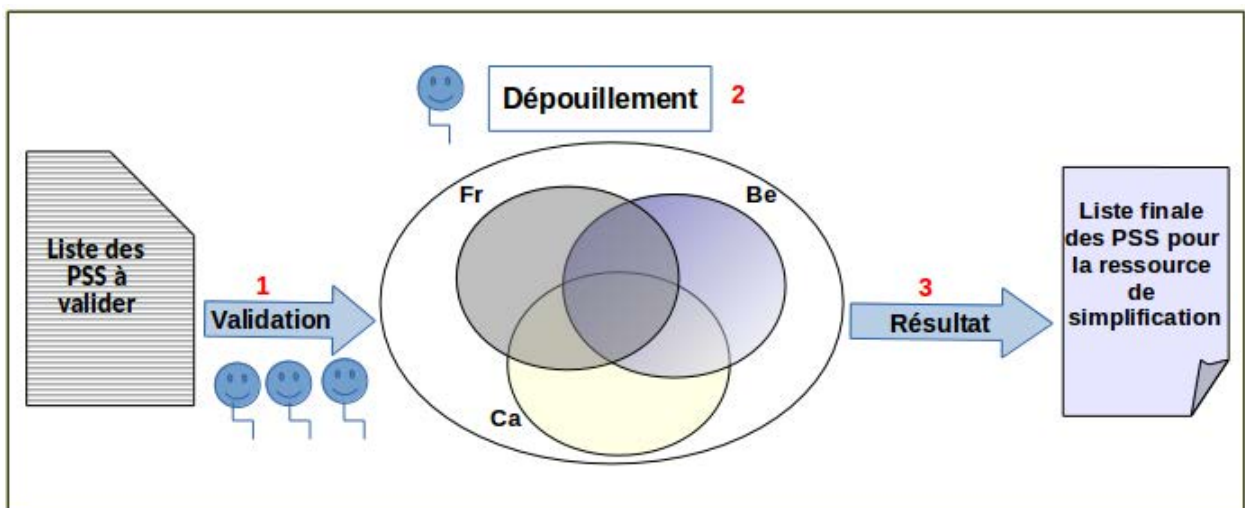 Liste des
PSS à
valider
1
Validation
Dépouillement
2
Fr
Be
Ca
3
Résultat
Liste finale
des PSS pour
la ressource
de
simplification